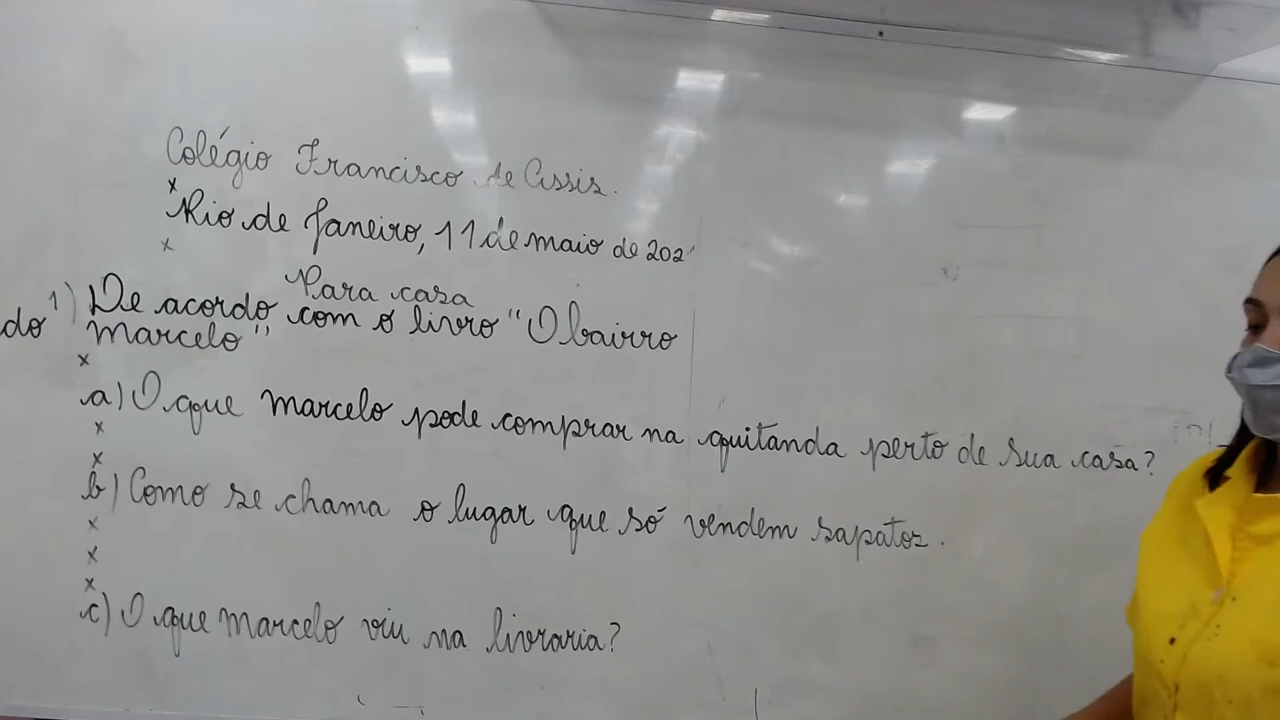 Colégio Francisco de Assis.
x
Rio de Janeiro, 11 de maio de 202
x
Para casa
1) De acordo com o livro "O bairro
do marcelo"
x
a) O que marcelo pode comprar na quitanda perto de sua casa?
x
x
b) Como se chama o lugar que só vendem sapatos.
x
x
x
c) O que marcelo viu na livraria?